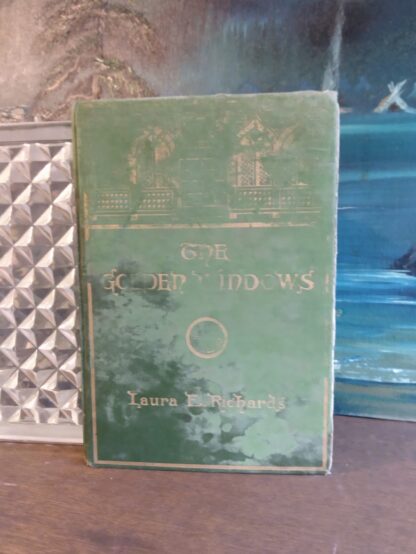 The
Golden Windows
Laura E. Richards